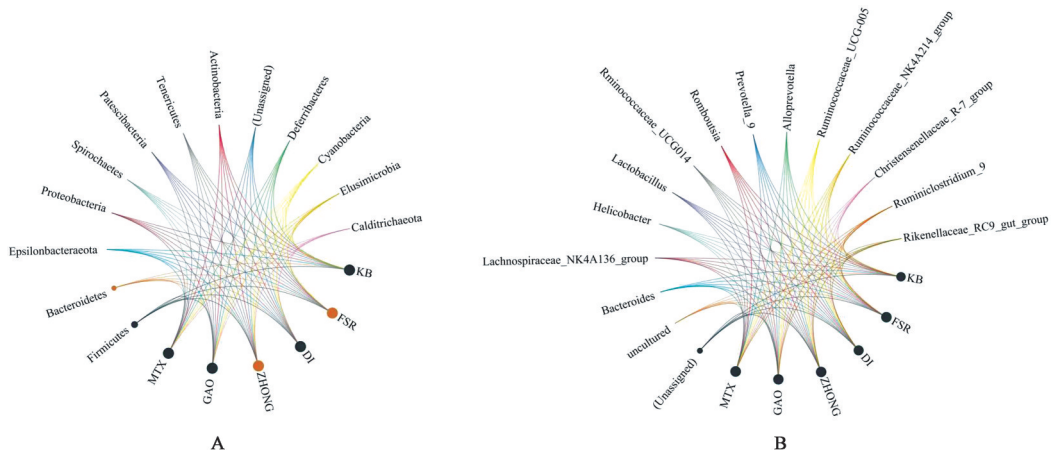 Firmicutes
Bacteroidetes
Epsilonbacteraeota
Proteobacteria
Spirochaetes
Patescibacteria
Tenericutes
Actinobacteria
(Unassigned)
Deferribacteres
Cyanobacteria
Elusimicrobia
Calditrichaeota
KB
FSR
DI
ZHONG
GAO
MTX
A
(Unassigned)
uncultured
Bacteroides
Lachnospiraceae_NK4A136_group
Helicobacter
Lactobacillus
Rminococcaceae_UCG014
Romboutsia
Prevotella_9
Alloprevotella
Ruminococcaceae_UCG-005
Ruminococcaceae_NK4A214_group
Christensenellaceae_R-7_group
Ruminiclostridium_9
Rikenellaceae_RC9_gut_group
KB
FSR
DI
ZHONG
GAO
MTX
B